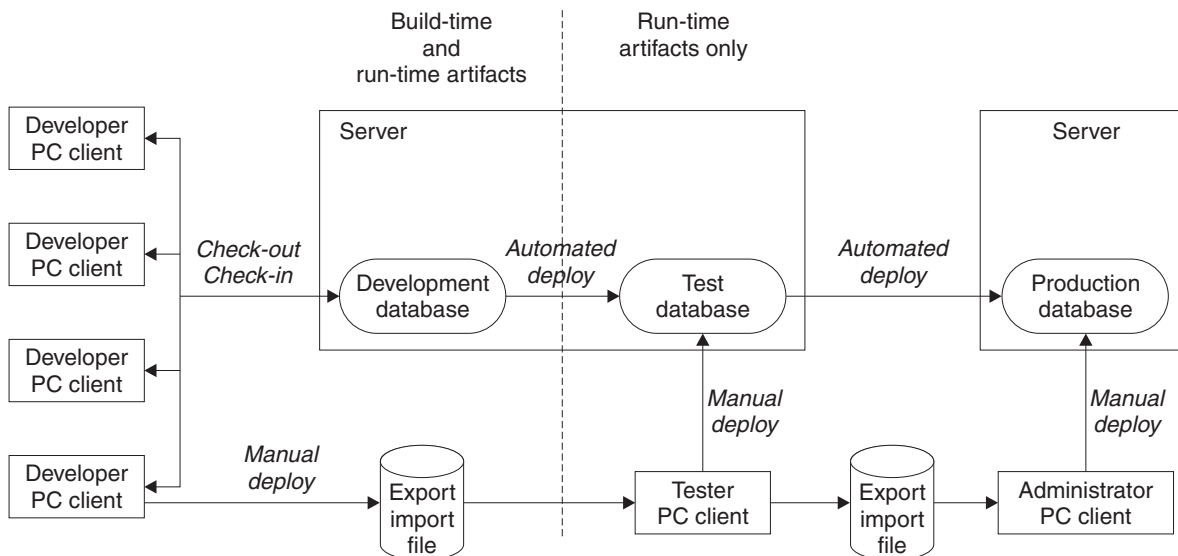 Build-time
and
run-time artifacts
Run-time
artifacts only
Developer
PC client
Server
Server
Developer
PC client
Check-out
Check-in
Automated
deploy
Automated
deploy
Development
database
Test
database
Production
database
Developer
PC client
Manual
deploy
Manual
deploy
Developer
PC client
Manual
deploy
Export
import
file
Tester
PC client
Export
import
file
Administrator
PC client